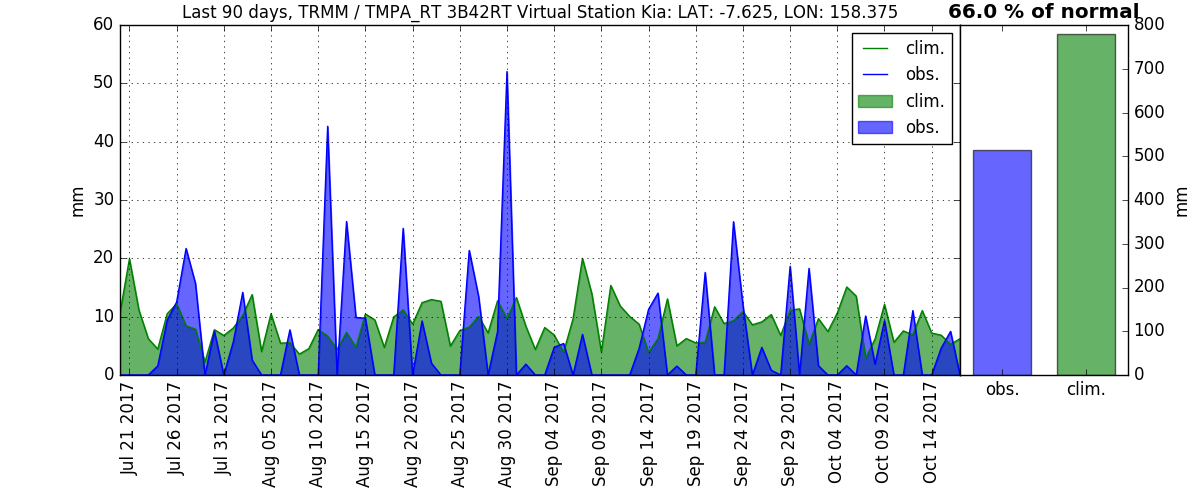 Last 90 days, TRMM / TMPA_RT 3B42RT Virtual Station Kia: LAT: -7.625, LON: 158.375
66.0 % of normal
clim.
obs.
clim.
obs.
60
50
40
30
20
10
0
mm
800
700
600
500
400
300
200
100
0
mm
Jul 21 2017
Jul 26 2017
Jul 31 2017
Aug 05 2017
Aug 10 2017
Aug 15 2017
Aug 20 2017
Aug 25 2017
Aug 30 2017
Sep 04 2017
Sep 09 2017
Sep 14 2017
Sep 19 2017
Sep 24 2017
Sep 29 2017
Oct 04 2017
Oct 09 2017
Oct 14 2017
obs.
clim.